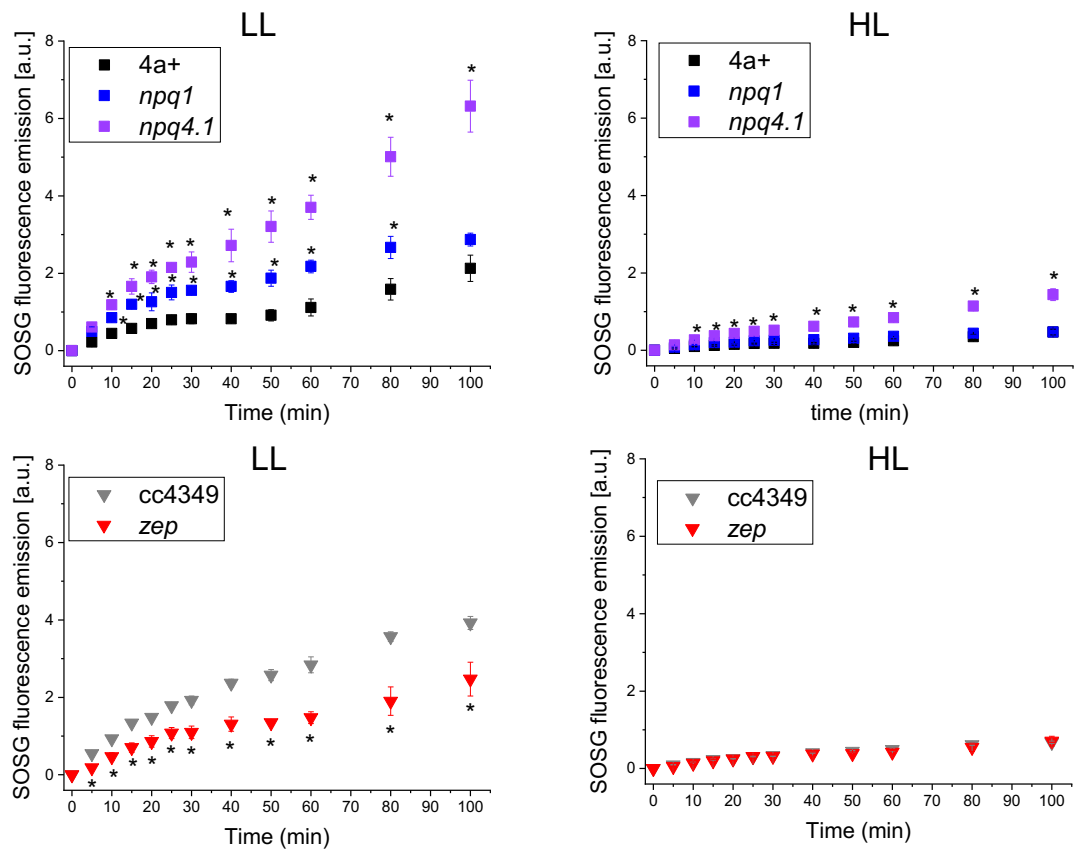 LL
SOSG fluorescence emission [a.u.]
8
6
4
2
0
4a+
npq1
npq4.1
* * * * * * * * * * *
* * * * * * * * *
0 10 20 30 40 50 60 70 80 90 100
Time (min)
HL
SOSG fluorescence emission [a.u.]
8
6
4
2
0
4a+
npq1
npq4.1
* * * * * * * * * *
0 10 20 30 40 50 60 70 80 90 100
time (min)
LL
SOSG fluorescence emission [a.u.]
8
6
4
2
0
cc4349
zep
* * * * * * * * * * *
0 10 20 30 40 50 60 70 80 90 100
Time (min)
HL
SOSG fluorescence emission [a.u.]
8
6
4
2
0
cc4349
zep
0 10 20 30 40 50 60 70 80 90 100
Time (min)